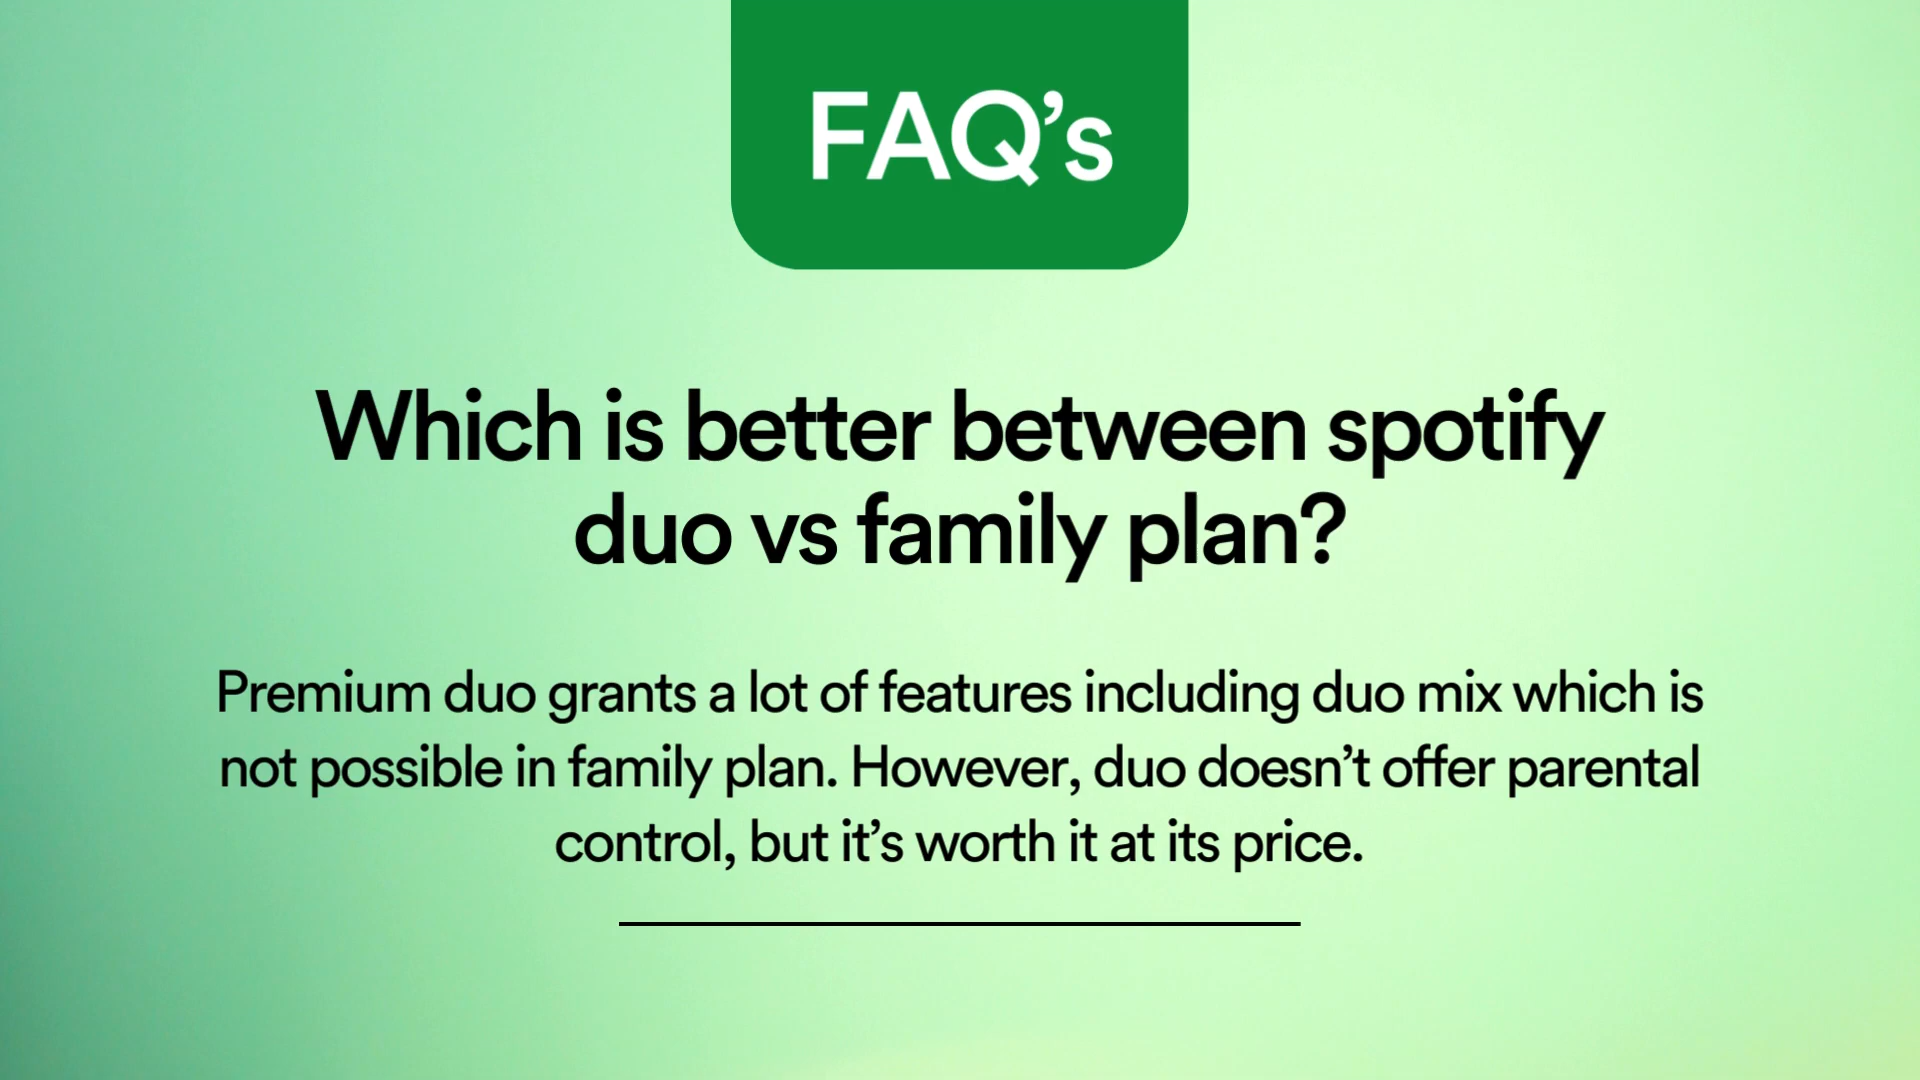 FAQ’s
Which is better between spotify
duo vs family plan?
Premium duo grants a lot of features including duo mix which is
not possible in family plan. However, duo doesn’t offer parental
control, but it’s worth it at its price.